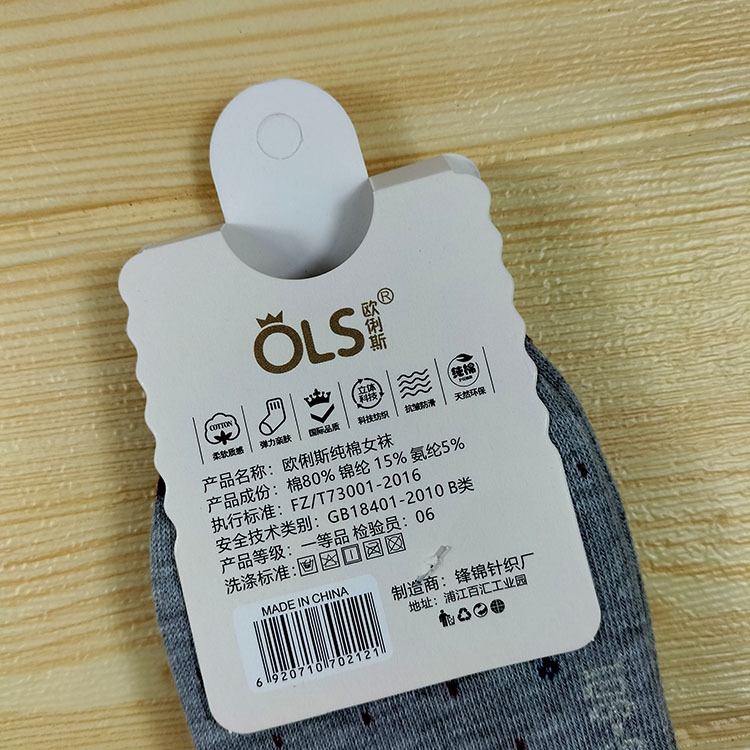 OLS 欧俐斯®
COTTON 立体科技 纯棉
柔软质感 弹力亲肤 国际品质 科技纺织 抗皱防滑 天然环保
产品名称: 欧俐斯纯棉女袜
产品成份: 棉80% 锦纶 15% 氨纶5%
执行标准: FZ/T73001-2016
安全技术类别: GB18401-2010 B类
产品等级: 一等品 检验员: 06
洗涤标准:
制造商: 锋锦针织厂
地址: 浦江百汇工业园
MADE IN CHINA
6 920710 702121